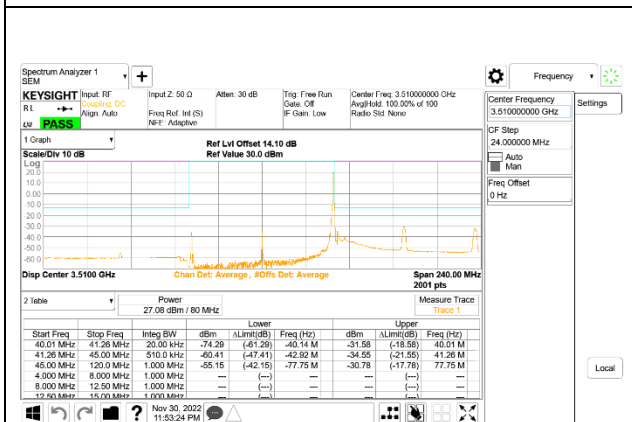 Spectrum Analyzer 1
SEM
Frequency
KEYSIGHT
Input: RF
Input Z: 50 Ω
Atten: 30 dB
Trig: Free Run
Center Freq: 3.510000000 GHz
RL
Coupling: DC
Gate: Off
Avg|Hold: 100.00% of 100
Align: Auto
Freq Ref: Int (S)
IF Gain: Low
Radio Std: None
NFE: Adaptive
PASS
Center Frequency
3.510000000 GHz
Settings
CF Step
24.000000 MHz
Auto
Man
Freq Offset
0 Hz
1 Graph
Ref Lvl Offset 14.10 dB
Scale/Div 10 dB
Ref Value 30.0 dBm
Log
20.0
10.0
0.00
-10.0
-20.0
-30.0
-40.0
-50.0
-60.0
Disp Center 3.5100 GHz
Chan Det: Average, #Offs Det: Average
Span 240.00 MHz
2001 pts
2 Table
Power
27.08 dBm / 80 MHz
Measure Trace
Trace 1
Lower Upper
Start Freq Stop Freq Integ BW dBm ΔLimit(dB) Freq (Hz) dBm ΔLimit(dB) Freq (Hz)
40.01 MHz 41.26 MHz 20.00 kHz -74.29 (-61.29) -40.14 M -31.58 (-18.58) 40.01 M
41.26 MHz 45.00 MHz 510.0 kHz -60.41 (-47.41) -42.92 M -34.55 (-21.55) 41.26 M
45.00 MHz 120.0 MHz 1.000 MHz -55.15 (-42.15) -77.75 M -30.78 (-17.78) 77.75 M
4.000 MHz 8.000 MHz 1.000 MHz --- (---) --- --- (---) ---
8.000 MHz 12.50 MHz 1.000 MHz --- (---) --- --- (---) ---
12.50 MHz 15.00 MHz 1.000 MHz --- (---) --- --- (---) ---
Local
Nov 30, 2022
11:53:24 PM